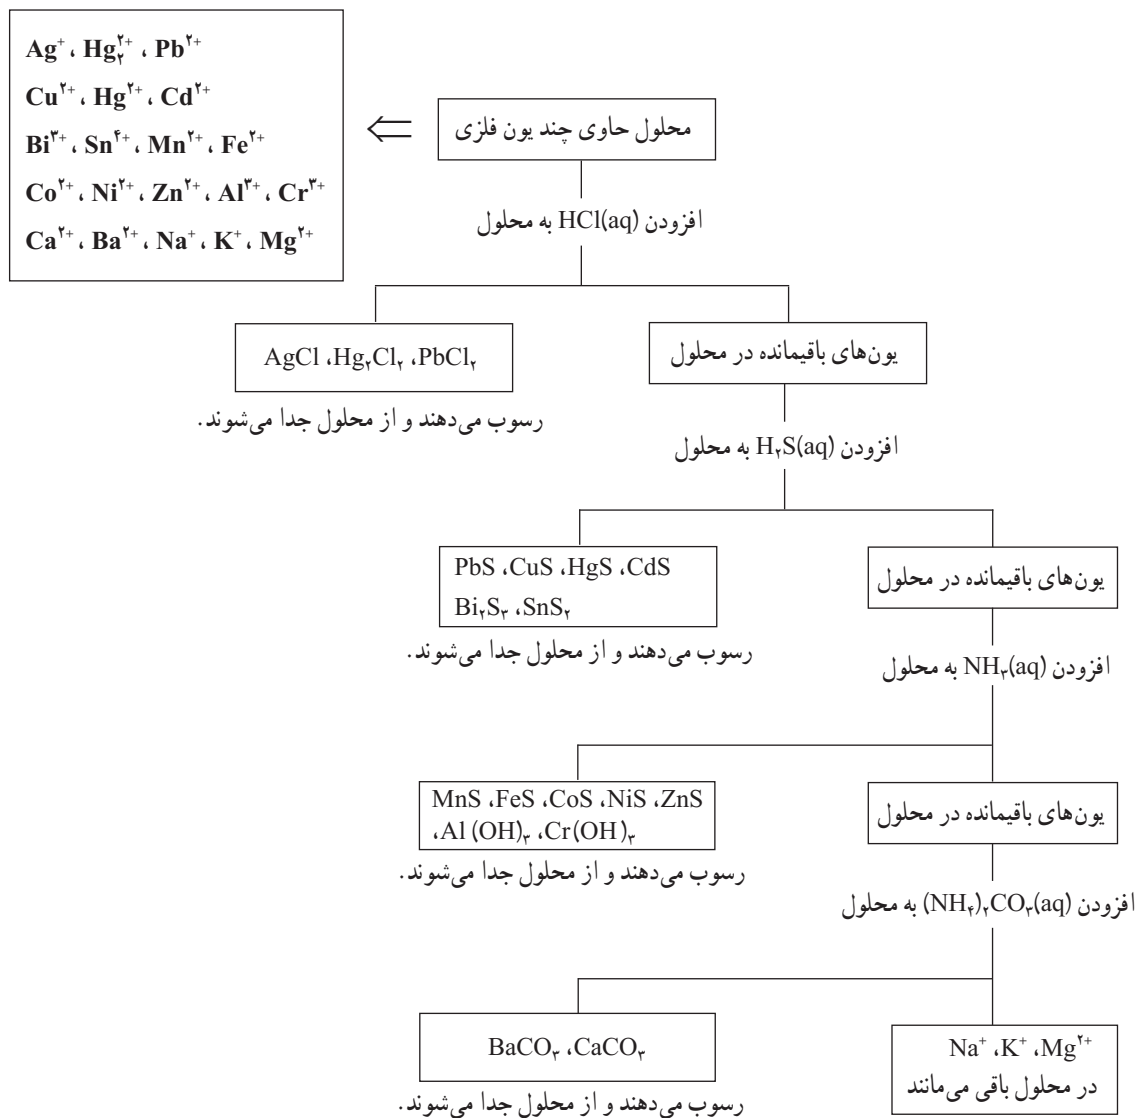 Ag⁺ ، Hg₂²⁺ ، Pb²⁺
Cu²⁺ ، Hg²⁺ ، Cd²⁺
Bi³⁺ ، Sn⁴⁺ ، Mn²⁺ ، Fe²⁺
Co²⁺ ، Ni²⁺ ، Zn²⁺ ، Al³⁺ ، Cr³⁺
Ca²⁺ ، Ba²⁺ ، Na⁺ ، K⁺ ، Mg²⁺
⇐
محلول حاوی چند یون فلزی
افزودن HCl(aq) به محلول
AgCl ،Hg₂Cl₂ ،PbCl₂
رسوب می‌دهند و از محلول جدا می‌شوند.
یون‌های باقیمانده در محلول
افزودن H₂S(aq) به محلول
PbS ،CuS ،HgS ،CdS
Bi₂S₃ ،SnS₂
رسوب می‌دهند و از محلول جدا می‌شوند.
یون‌های باقیمانده در محلول
افزودن NH₃(aq) به محلول
MnS ،FeS ،CoS ،NiS ،ZnS
،Al (OH)₃ ،Cr(OH)₃
رسوب می‌دهند و از محلول جدا می‌شوند.
یون‌های باقیمانده در محلول
افزودن (NH₄)₂CO₃(aq) به محلول
BaCO₃ ،CaCO₃
رسوب می‌دهند و از محلول جدا می‌شوند.
Na⁺ ،K⁺ ،Mg²⁺
در محلول باقی می‌مانند